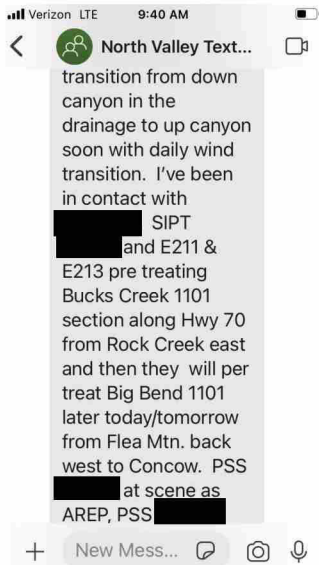 Verizon LTE 9:40 AM
North Valley Text...
transition from down
canyon in the
drainage to up canyon
soon with daily wind
transition. I've been
in contact with
SIPT
and E211 &
E213 pre treating
Bucks Creek 1101
section along Hwy 70
from Rock Creek east
and then they will per
treat Big Bend 1101
later today/tomorrow
from Flea Mtn. back
west to Concow. PSS
at scene as
AREP, PSS
New Mess...